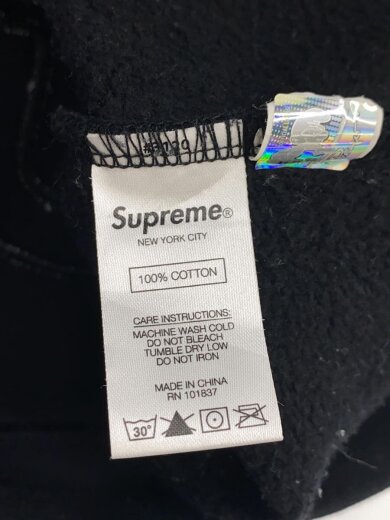 Supreme®
NEW YORK CITY
100% COTTON
CARE INSTRUCTIONS:
MACHINE WASH COLD
DO NOT BLEACH
TUMBLE DRY LOW
DO NOT IRON
MADE IN CHINA
RN 101837
30°